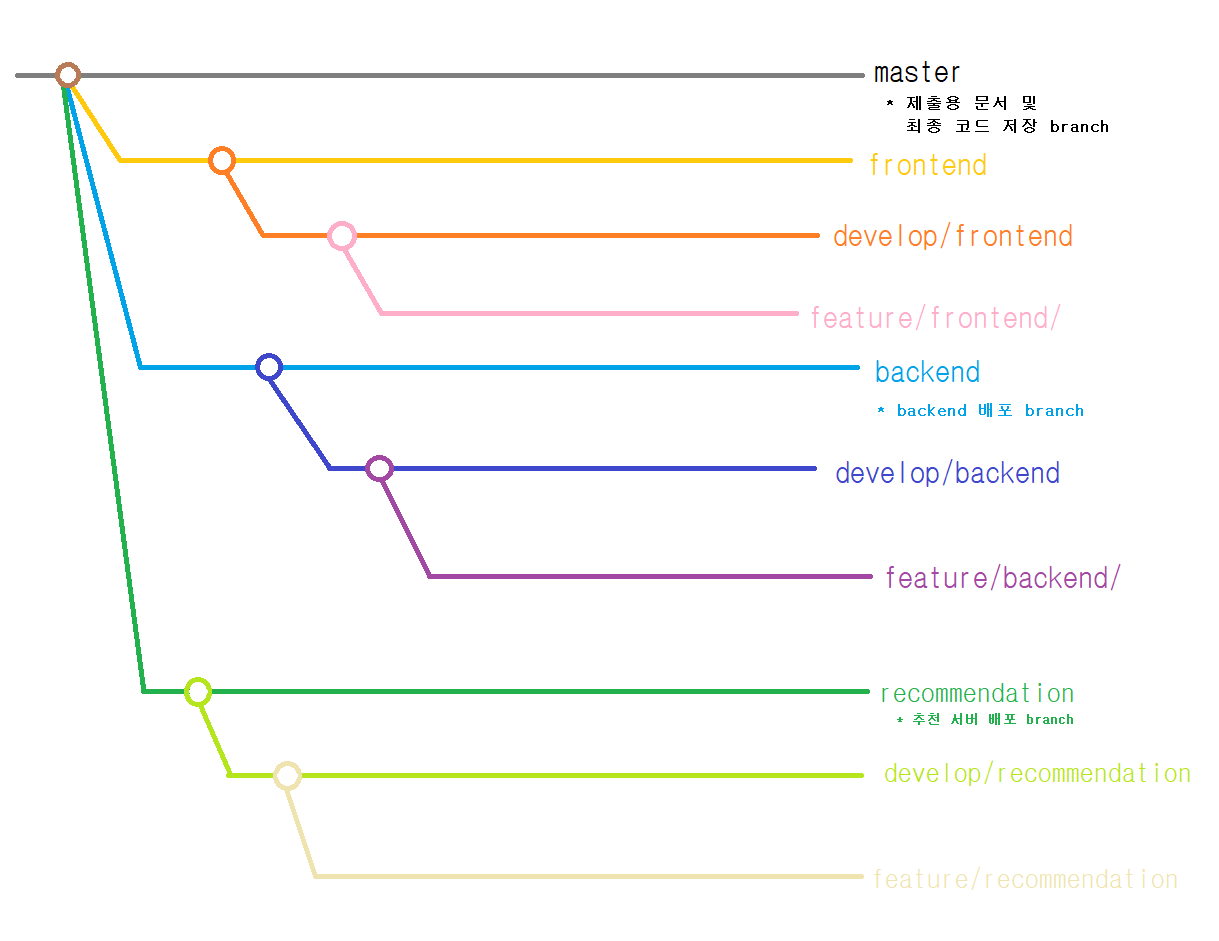 master
* 제출용 문서 및
최종 코드 저장 branch
frontend
develop/frontend
feature/frontend/
backend
* backend 배포 branch
develop/backend
feature/backend/
recommendation
* 추천 서버 배포 branch
develop/recommendation
feature/recommendation